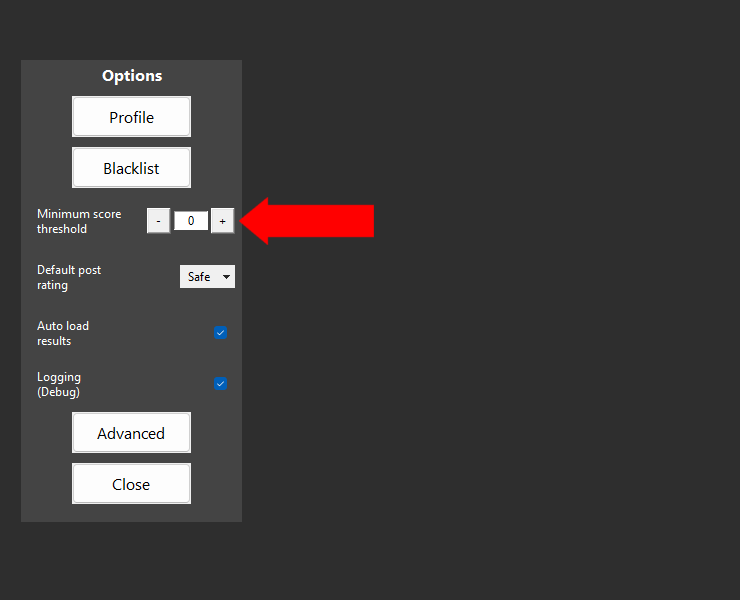 Options
Profile
Blacklist
Minimum score
threshold
- 0 +
Default post
rating
Safe
Auto load
results
Logging
(Debug)
Advanced
Close